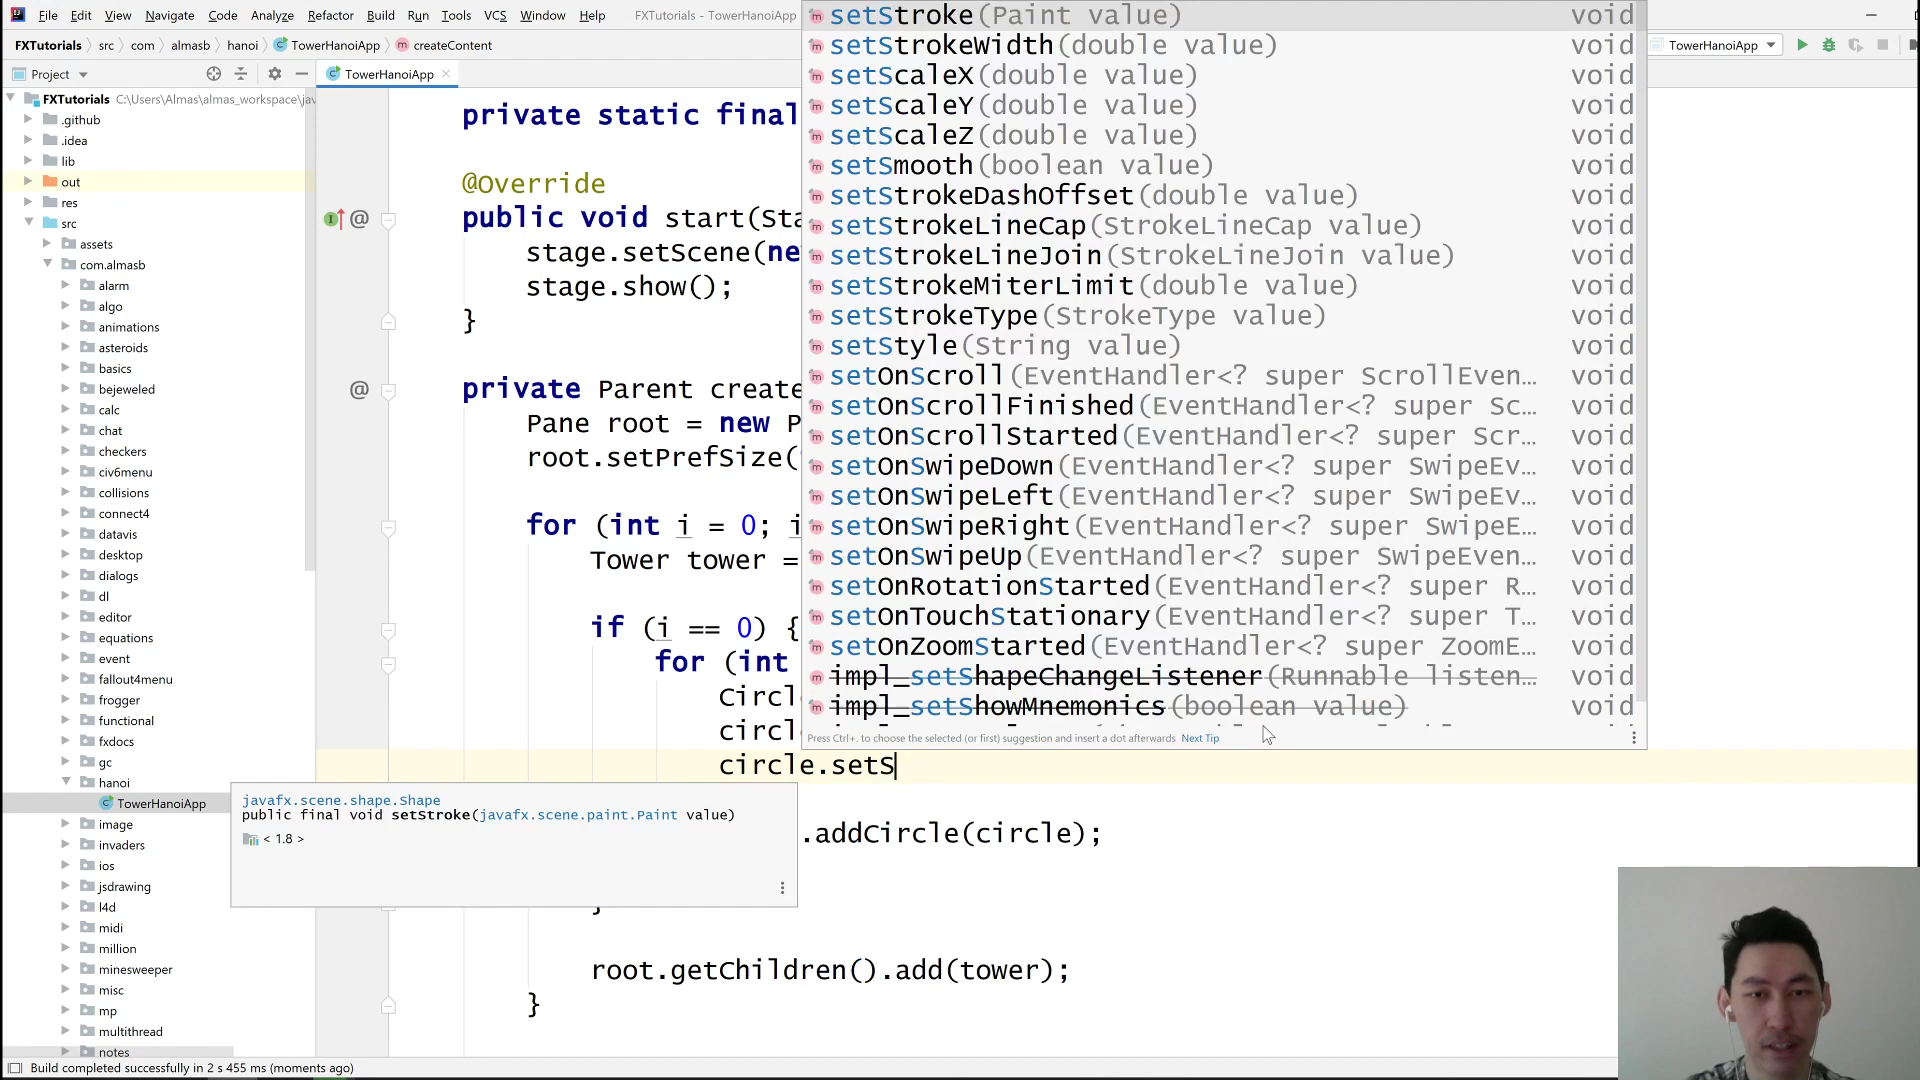 File Edit View Navigate Code Analyze Refactor Build Run Tools VCS Window Help FXTutorials - TowerHanoiApp
FXTutorials src com almasb hanoi TowerHanoiApp createContent TowerHanoiApp
Project
TowerHanoiApp
FXTutorials C:\Users\Almas\almas_workspace\jav
.github
.idea
lib
out
res
src
assets
com.almasb
alarm
algo
animations
asteroids
basics
bejeweled
calc
chat
checkers
civ6menu
collisions
connect4
datavis
desktop
dialogs
dl
editor
equations
event
fallout4menu
frogger
functional
fxdocs
gc
hanoi
TowerHanoiApp
image
invaders
ios
jsdrawing
l4d
midi
million
minesweeper
misc
mp
multithread
notes
private static final
@Override
public void start(Sta
stage.setScene(ne
stage.show();
}
private Parent create
Pane root = new P
root.setPrefSize(
for (int i = 0; i
Tower tower =
if (i == 0) {
for (int
Circl
circl
circle.setS
.addCircle(circle);
}
root.getChildren().add(tower);
}
setStroke(Paint value) void
setStrokeWidth(double value) void
setScaleX(double value) void
setScaleY(double value) void
setScaleZ(double value) void
setSmooth(boolean value) void
setStrokeDashOffset(double value) void
setStrokeLineCap(StrokeLineCap value) void
setStrokeLineJoin(StrokeLineJoin value) void
setStrokeMiterLimit(double value) void
setStrokeType(StrokeType value) void
setStyle(String value) void
setOnScroll(EventHandler<? super ScrollEven… void
setOnScrollFinished(EventHandler<? super Sc… void
setOnScrollStarted(EventHandler<? super Scr… void
setOnSwipeDown(EventHandler<? super SwipeEv… void
setOnSwipeLeft(EventHandler<? super SwipeEv… void
setOnSwipeRight(EventHandler<? super SwipeE… void
setOnSwipeUp(EventHandler<? super SwipeEven… void
setOnRotationStarted(EventHandler<? super R… void
setOnTouchStationary(EventHandler<? super T… void
setOnZoomStarted(EventHandler<? super ZoomE… void
impl_setShapeChangeListener(Runnable listen… void
impl_setShowMnemonics(boolean value) void
Press Ctrl+. to choose the selected (or first) suggestion and insert a dot afterwards Next Tip
javafx.scene.shape.Shape
public final void setStroke(javafx.scene.paint.Paint value)
< 1.8 >
Build completed successfully in 2 s 455 ms (moments ago)